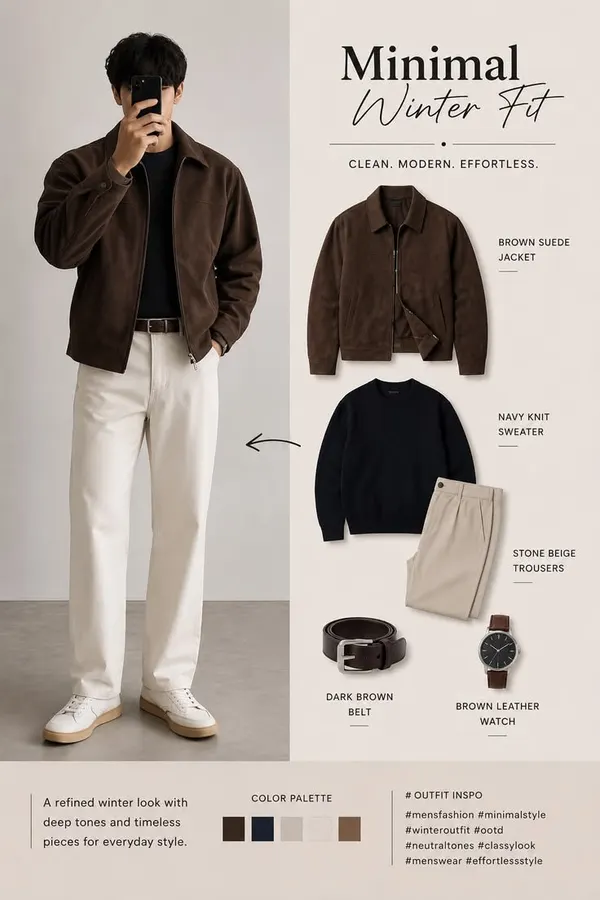 Minimal
Winter Fit
CLEAN. MODERN. EFFORTLESS.
BROWN SUEDE
JACKET
NAVY KNIT
SWEATER
STONE BEIGE
TROUSERS
DARK BROWN
BELT
BROWN LEATHER
WATCH
A refined winter look with
deep tones and timeless
pieces for everyday style.
COLOR PALETTE
# OUTFIT INSPO
#mensfashion #minimalstyle
#winteroutfit #ootd
#neutraltones #classylook
#menswear #effortlessstyle